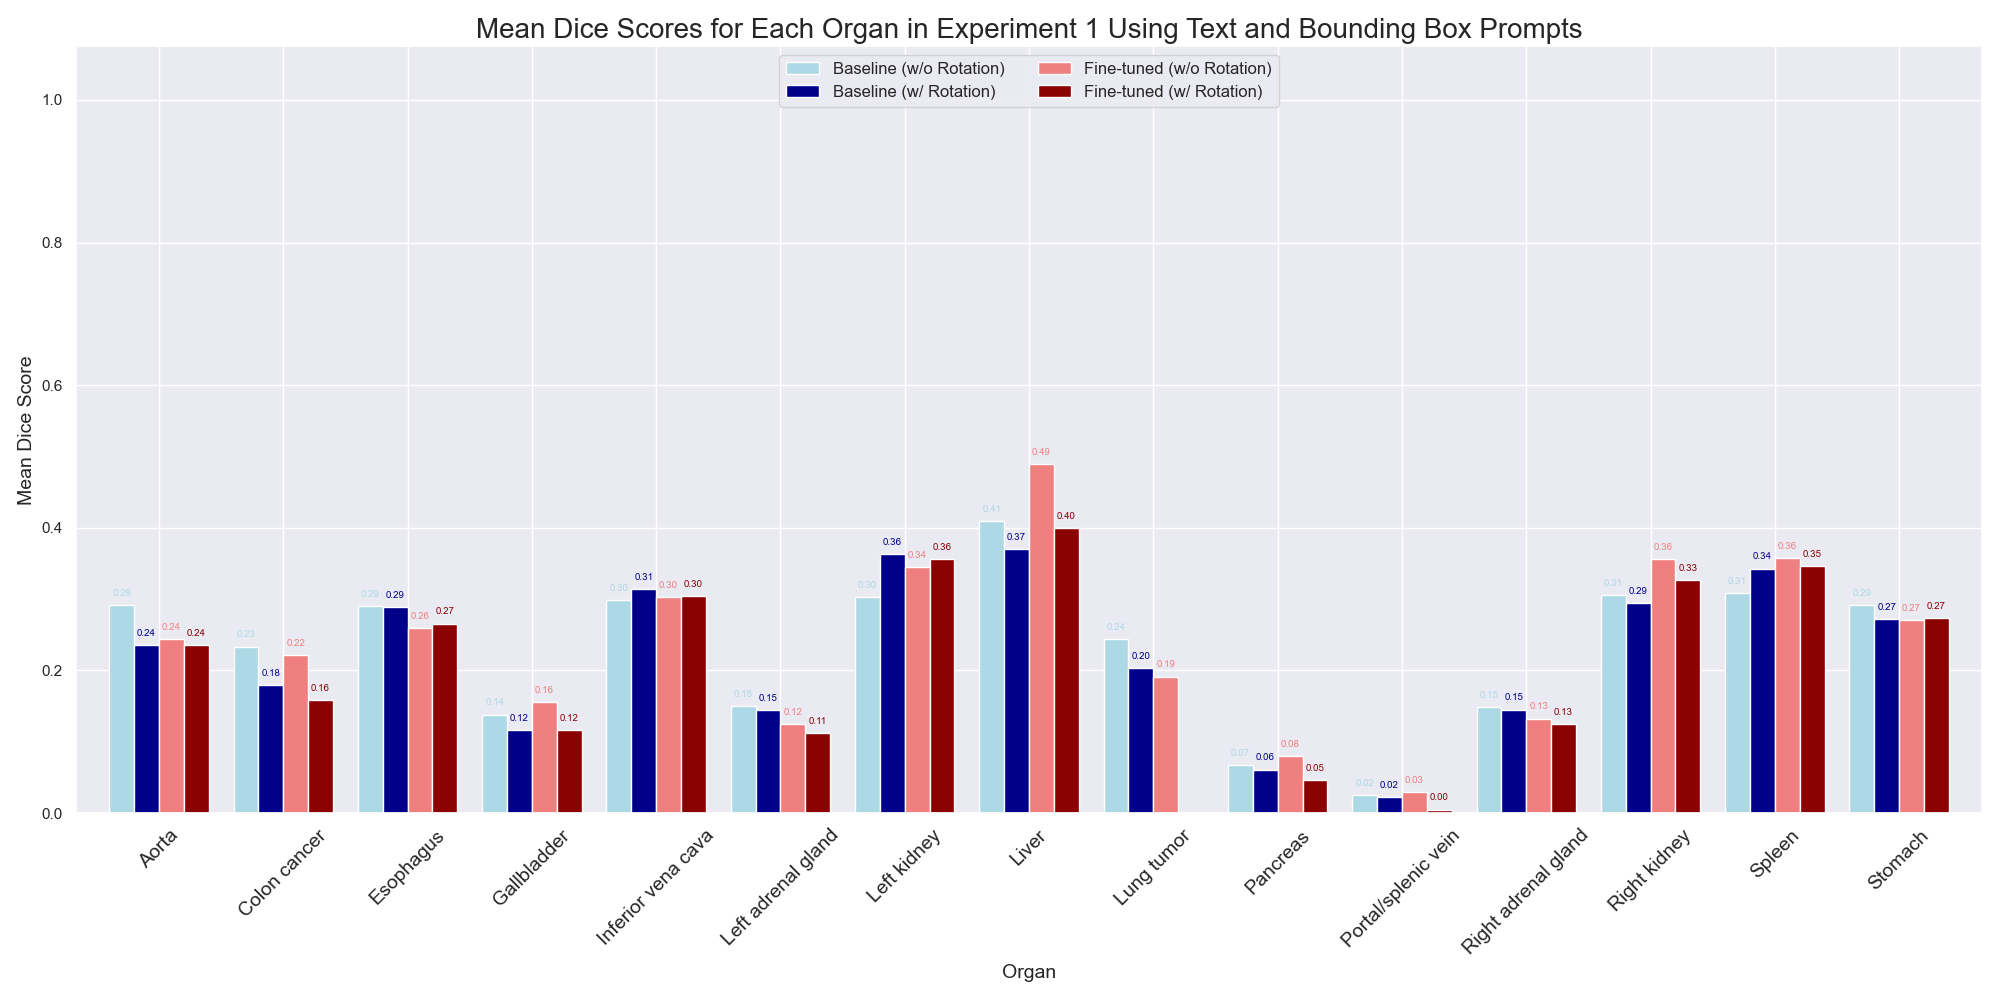 Mean Dice Scores for Each Organ in Experiment 1 Using Text and Bounding Box Prompts
Baseline (w/o Rotation)
Baseline (w/ Rotation)
Fine-tuned (w/o Rotation)
Fine-tuned (w/ Rotation)
Mean Dice Score
1.0
0.8
0.6
0.4
0.2
0.0
0.29 0.24 0.24 0.24
0.23 0.18 0.22 0.16
0.29 0.29 0.26 0.27
0.14 0.12 0.16 0.12
0.30 0.31 0.30 0.30
0.15 0.15 0.12 0.11
0.30 0.36 0.34 0.36
0.41 0.37 0.49 0.40
0.24 0.20 0.19
0.07 0.06 0.08 0.05
0.02 0.02 0.03 0.00
0.15 0.15 0.13 0.13
0.31 0.29 0.36 0.33
0.31 0.34 0.36 0.35
0.29 0.27 0.27 0.27
Aorta
Colon cancer
Esophagus
Gallbladder
Inferior vena cava
Left adrenal gland
Left kidney
Liver
Lung tumor
Pancreas
Portal/splenic vein
Right adrenal gland
Right kidney
Spleen
Stomach
Organ